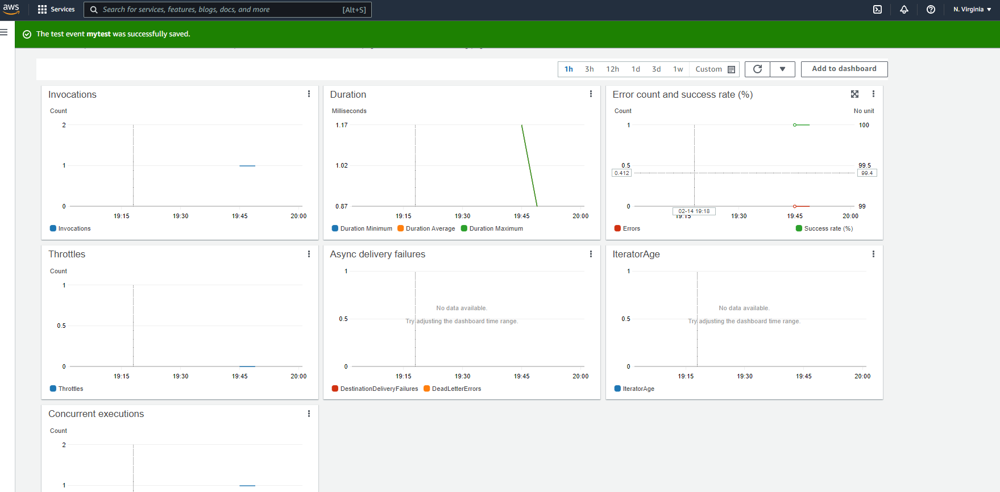 aws Services Search for services, features, blogs, docs, and more [Alt+S] N. Virginia
The test event mytest was successfully saved.
1h 3h 12h 1d 3d 1w Custom Add to dashboard
Invocations
Count
2
1
0
19:15 19:30 19:45 20:00
Invocations
Duration
Milliseconds
1.17
1.02
0.87
19:15 19:30 19:45 20:00
Duration Minimum Duration Average Duration Maximum
Error count and success rate (%)
Count No unit
1 100
0.5 99.5
0.412 99.4
0 99
02-14 19:18
19:15 19:30 19:45 20:00
Errors Success rate (%)
Throttles
Count
1
0.5
0
19:15 19:30 19:45 20:00
Throttles
Async delivery failures
1
No data available.
0.5
Try adjusting the dashboard time range.
0
19:15 19:30 19:45 20:00
DestinationDeliveryFailures DeadLetterErrors
IteratorAge
1
No data available.
0.5
Try adjusting the dashboard time range.
0
19:15 19:30 19:45 20:00
IteratorAge
Concurrent executions
Count
2
1